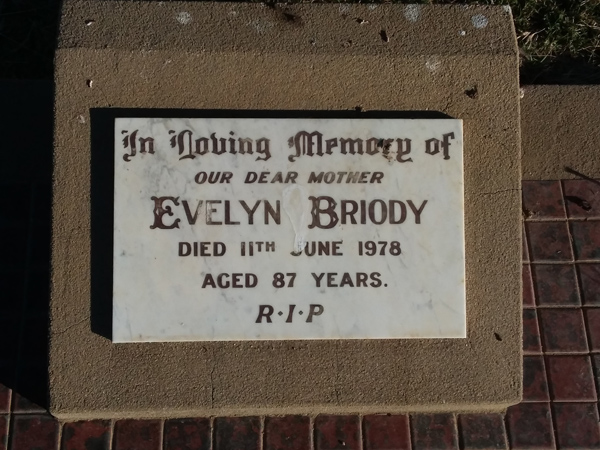 In Loving Memory of
OUR DEAR MOTHER
EVELYN BRIODY
DIED 11TH JUNE 1978
AGED 87 YEARS.
R·I·P